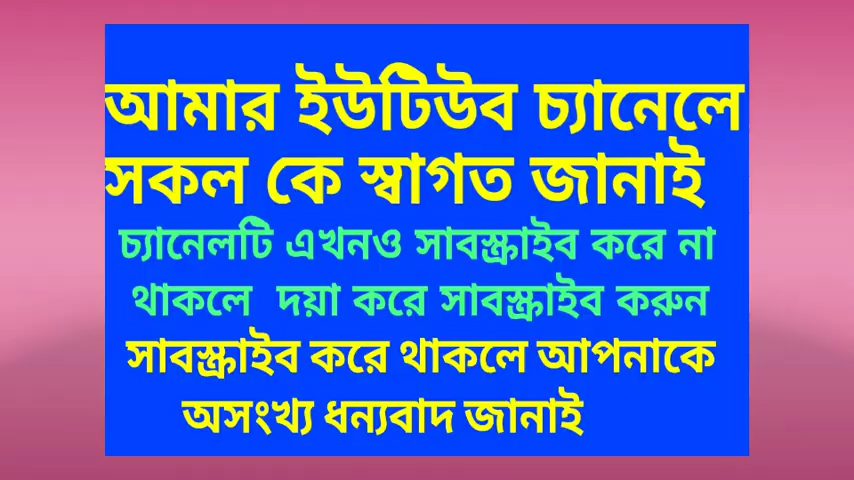 আমার ইউটিউব চ্যানেলে
সকল কে স্বাগত জানাই
চ্যানেলটি এখনও সাবস্ক্রাইব করে না
থাকলে দয়া করে সাবস্ক্রাইব করুন
সাবস্ক্রাইব করে থাকলে আপনাকে
অসংখ্য ধন্যবাদ জানাই